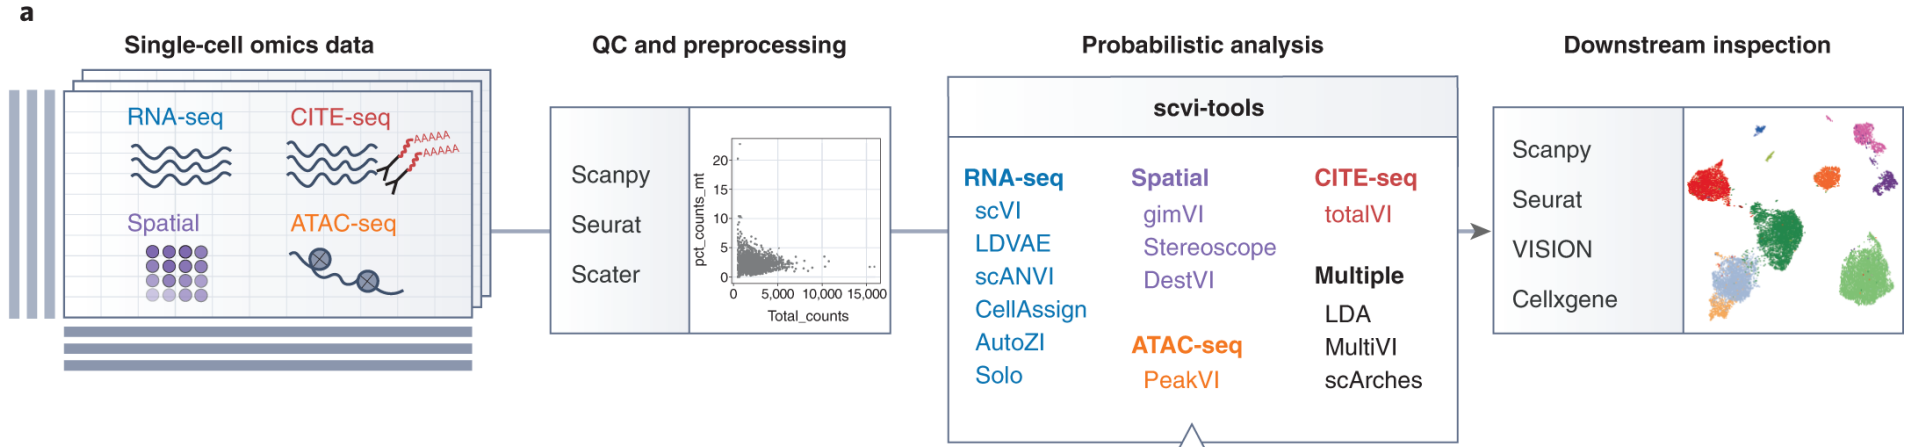 a
Single-cell omics data
RNA-seq
CITE-seq
AAAAA
AAAAA
Spatial
ATAC-seq
QC and preprocessing
Scanpy
Seurat
Scater
pct_counts_mt
20
15
10
5
0
0 5,000 10,000 15,000
Total_counts
Probabilistic analysis
scvi-tools
RNA-seq
scVI
LDVAE
scANVI
CellAssign
AutoZI
Solo
Spatial
gimVI
Stereoscope
DestVI
ATAC-seq
PeakVI
CITE-seq
totalVI
Multiple
LDA
MultiVI
scArches
Downstream inspection
Scanpy
Seurat
VISION
Cellxgene